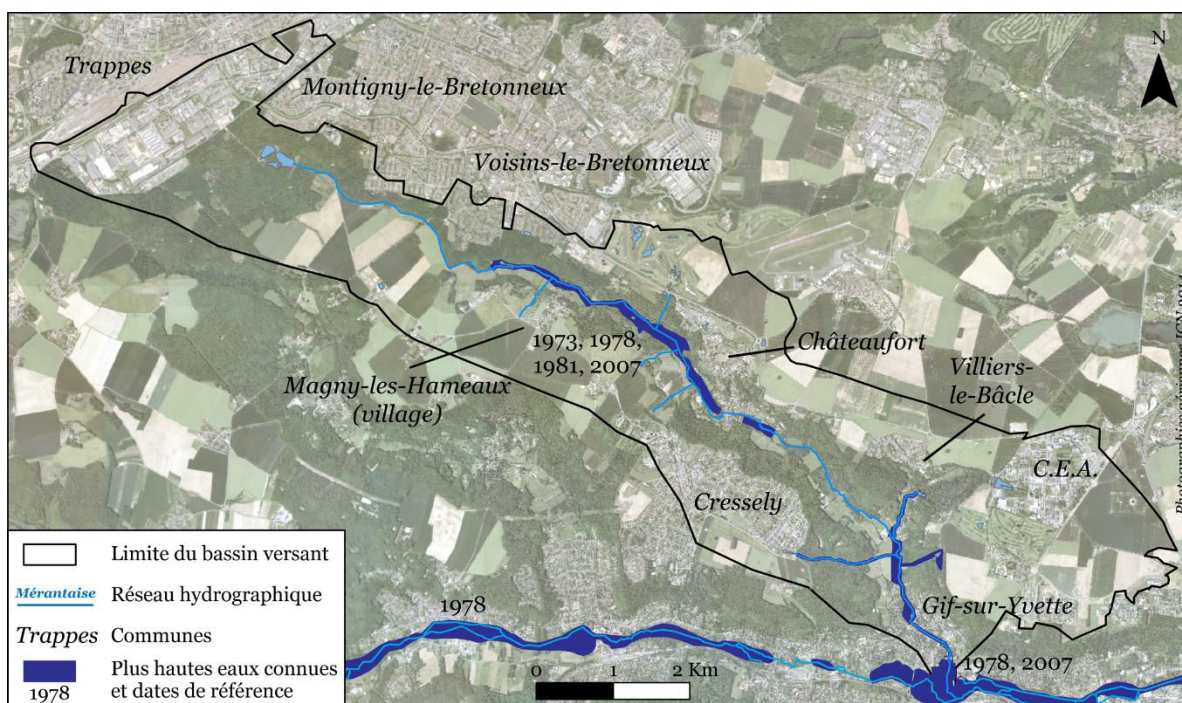 Trappes
Montigny-le-Bretonneux
Voisins-le-Bretonneux
N
1973, 1978,
1981, 2007
Magny-les-Hameaux
(village)
Châteaufort
Villiers-
le-Bâcle
C.E.A.
Cressely
Gif-sur-Yvette
1978
1978, 2007
0 1 2 Km
Limite du bassin versant
Mérantaise Réseau hydrographique
Trappes Communes
1978 Plus hautes eaux connues
et dates de référence